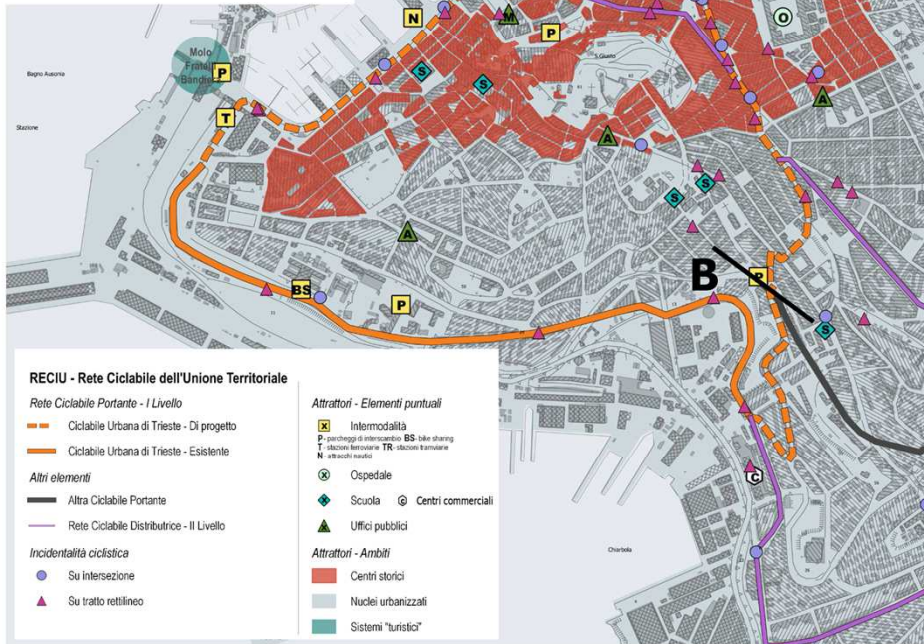 N
M
P
O
Molo
Fratelli
Bandiera
P
S.Giusto
Bagno Ausonia
S
S
A
Stazione
T
A
S
S
A
B
P
BS
P
S
RECIU - Rete Ciclabile dell'Unione Territoriale
Rete Ciclabile Portante - I Livello
Ciclabile Urbana di Trieste - Di progetto
Ciclabile Urbana di Trieste - Esistente
Altri elementi
Altra Ciclabile Portante
Rete Ciclabile Distributrice - II Livello
Incidentalità ciclistica
Su intersezione
Su tratto rettilineo
Attrattori - Elementi puntuali
X Intermodalità
P - parcheggi di interscambio BS - bike sharing
T - stazioni ferroviarie TR - stazioni tramviarie
N - attracchi nautici
X Ospedale
X Scuola G Centri commerciali
X Uffici pubblici
Attrattori - Ambiti
Centri storici
Nuclei urbanizzati
Sistemi "turistici"
C
Chiarbola